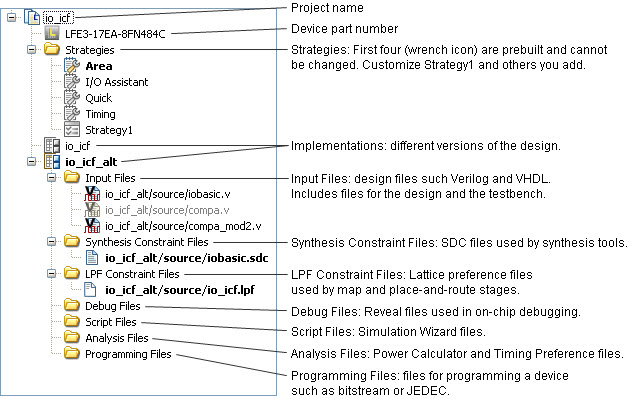 io_icf
Project name
LFE3-17EA-8FN484C
Device part number
Strategies
Strategies: First four (wrench icon) are prebuilt and cannot
be changed. Customize Strategy1 and others you add.
Area
I/O Assistant
Quick
Timing
Strategy1
io_icf
Implementations: different versions of the design.
io_icf_alt
Input Files
Input Files: design files such Verilog and VHDL.
Includes files for the design and the testbench.
io_icf_alt/source/iobasic.v
io_icf_alt/source/compa.v
io_icf_alt/source/compa_mod2.v
Synthesis Constraint Files
Synthesis Constraint Files: SDC files used by synthesis tools.
io_icf_alt/source/iobasic.sdc
LPF Constraint Files
LPF Constraint Files: Lattice preference files
used by map and place-and-route stages.
io_icf_alt/source/io_icf.lpf
Debug Files
Debug Files: Reveal files used in on-chip debugging.
Script Files
Script Files: Simulation Wizard files.
Analysis Files
Analysis Files: Power Calculator and Timing Preference files.
Programming Files
Programming Files: files for programming a device
such as bitstream or JEDEC.